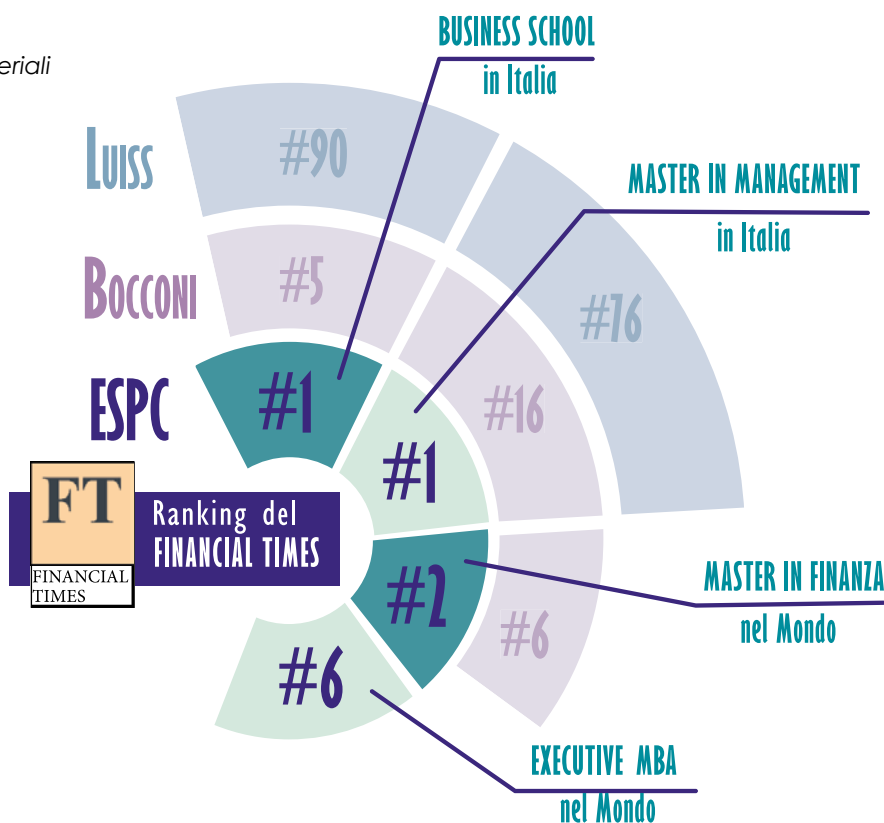 BUSINESS SCHOOL
in Italia
eriali
LUISS
#90
MASTER IN MANAGEMENT
in Italia
BOCCONI
#5
#76
ESPC
#1
#16
#1
FT
FINANCIAL
TIMES
Ranking del
FINANCIAL TIMES
#2
#6
MASTER IN FINANZA
nel Mondo
#6
EXECUTIVE MBA
nel Mondo